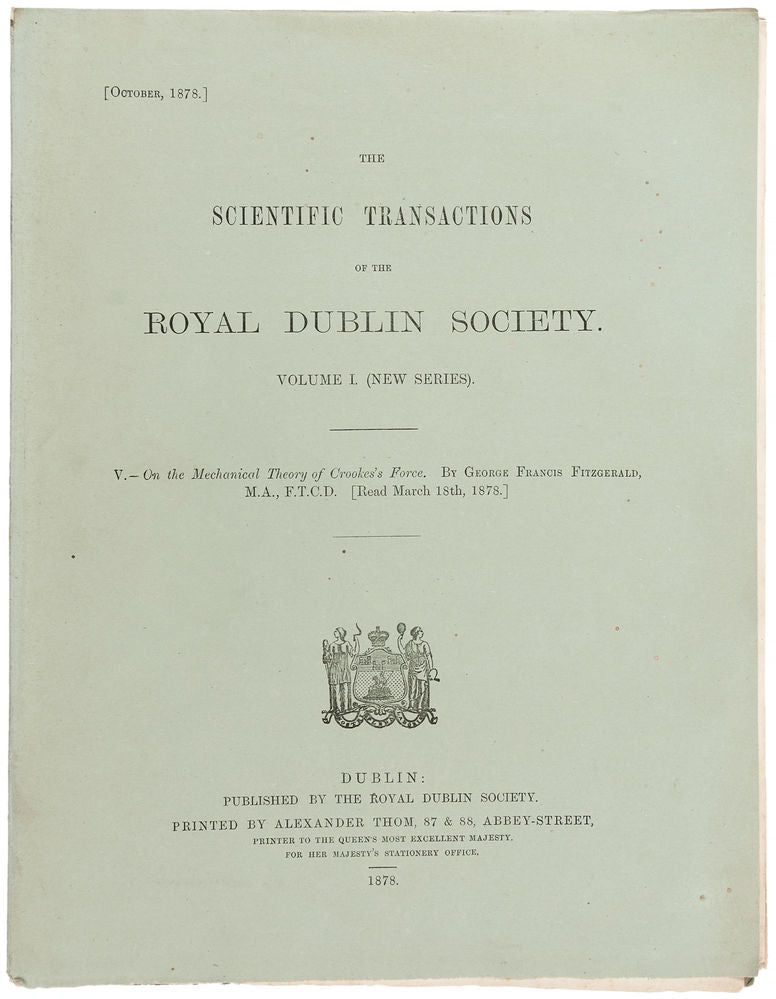 [October, 1878.]
THE
SCIENTIFIC TRANSACTIONS
OF THE
ROYAL DUBLIN SOCIETY.
VOLUME I. (NEW SERIES).
V.—On the Mechanical Theory of Crookes's Force. By George Francis Fitzgerald,
M.A., F.T.C.D. [Read March 18th, 1878.]
DUBLIN:
PUBLISHED BY THE ROYAL DUBLIN SOCIETY.
PRINTED BY ALEXANDER THOM, 87 & 88, ABBEY-STREET,
PRINTER TO THE QUEEN'S MOST EXCELLENT MAJESTY.
FOR HER MAJESTY'S STATIONERY OFFICE.
1878.